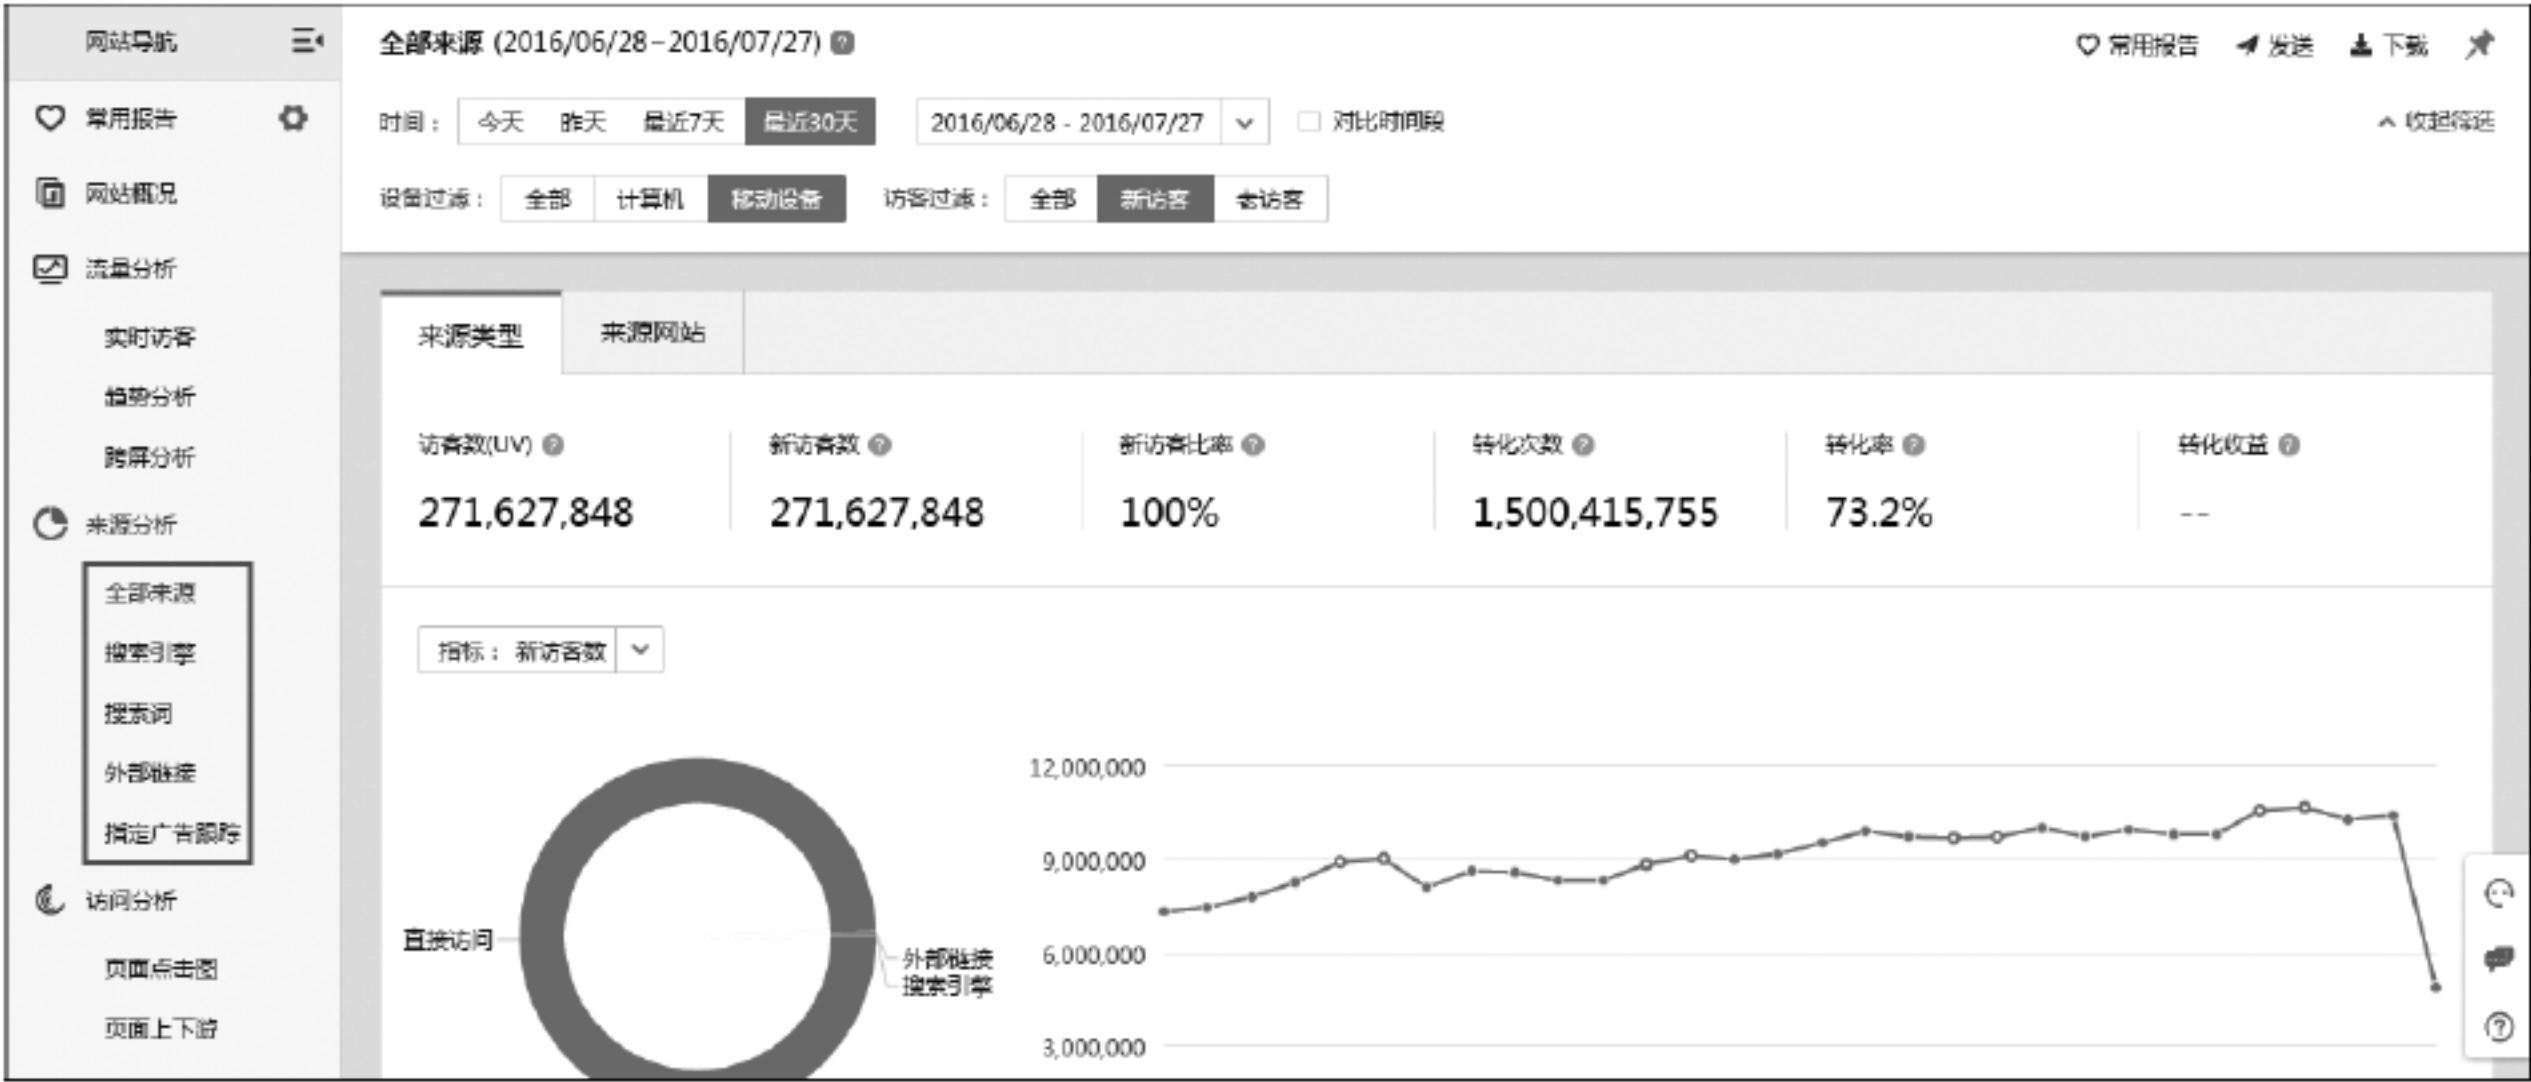 网站导航
常用报告
网站概况
流量分析
实时访客
趋势分析
跨屏分析
来源分析
全部来源
搜索引擎
搜索词
外部链接
指定广告跟踪
访问分析
页面点击图
页面上下游
全部来源 (2016/06/28-2016/07/27) ?
常用报告 发送 下载
时间： 今天 昨天 最近7天 最近30天 2016/06/28 - 2016/07/27 对比时间段 收起筛选
设备过滤： 全部 计算机 移动设备 访客过滤： 全部 新访客 老访客
来源类型 来源网站
访客数(UV) ? 新访客数 ? 新访客比率 ? 转化次数 ? 转化率 ? 转化收益 ?
271,627,848 271,627,848 100% 1,500,415,755 73.2% --
指标： 新访客数
直接访问
外部链接
搜索引擎
12,000,000
9,000,000
6,000,000
3,000,000